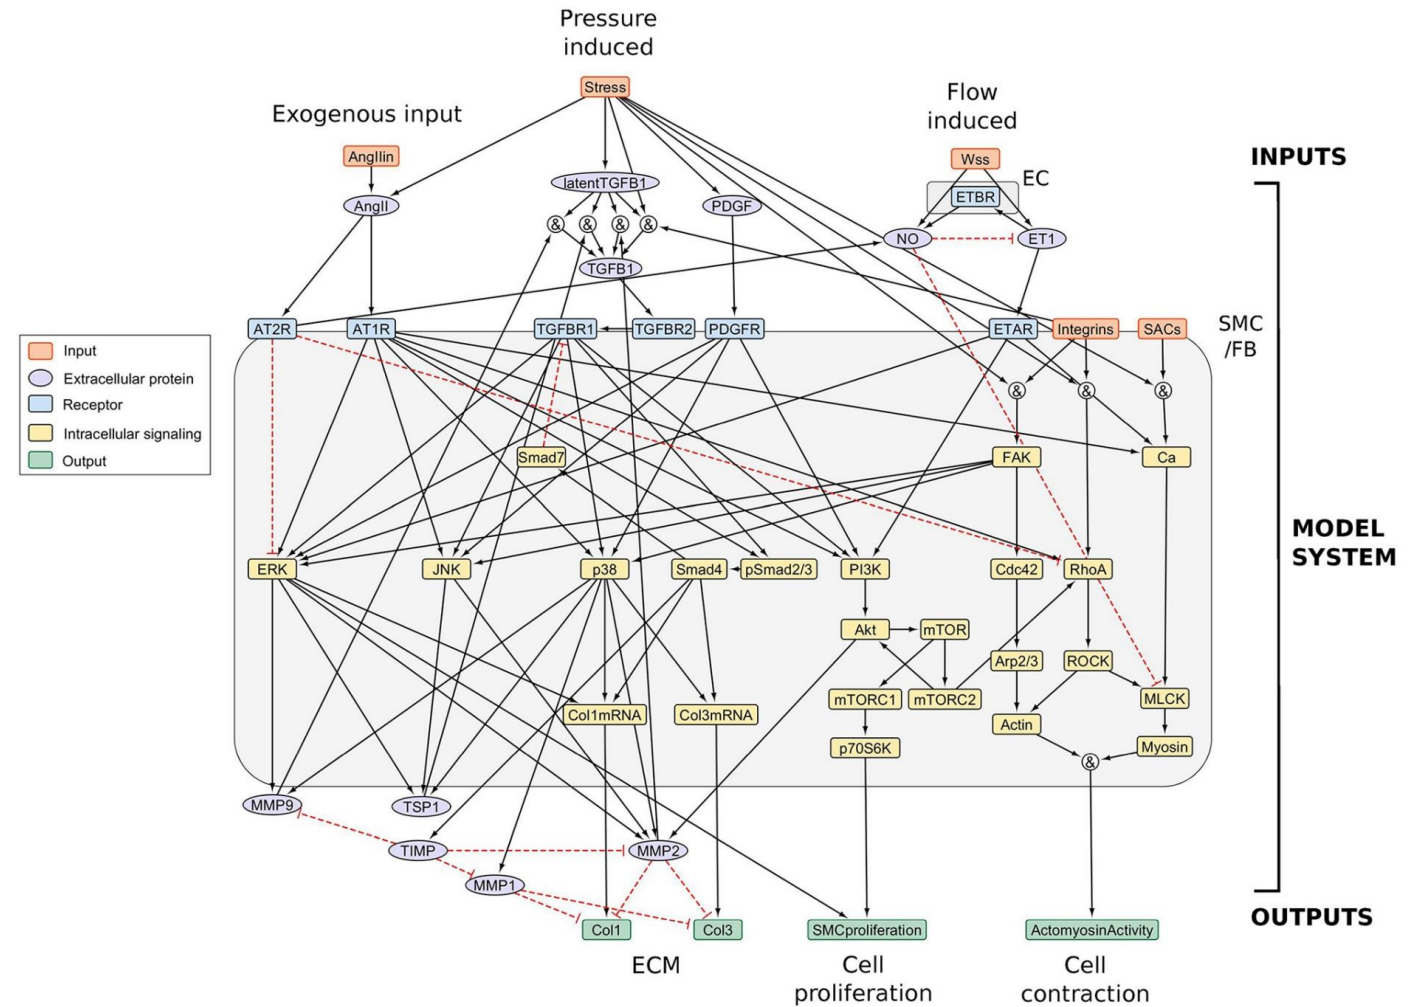 Pressure
induced
Stress
Exogenous input
Flow
induced
AngIIin
Wss
INPUTS
latentTGFB1
ETBR
EC
AngII
PDGF
& & & &
NO
ET1
TGFB1
AT2R
AT1R
TGFBR1
TGFBR2
PDGFR
ETAR
Integrins
SACs
SMC
/FB
Input
Extracellular protein
Receptor
Intracellular signaling
Output
& & &
Smad7
FAK
Ca
MODEL
SYSTEM
ERK
JNK
p38
Smad4
pSmad2/3
PI3K
Cdc42
RhoA
Akt
mTOR
Arp2/3
ROCK
mTORC1
mTORC2
MLCK
Col1mRNA
Col3mRNA
Actin
p70S6K
Myosin
&
MMP9
TSP1
TIMP
MMP2
MMP1
OUTPUTS
Col1
Col3
SMCproliferation
ActomyosinActivity
ECM
Cell
proliferation
Cell
contraction